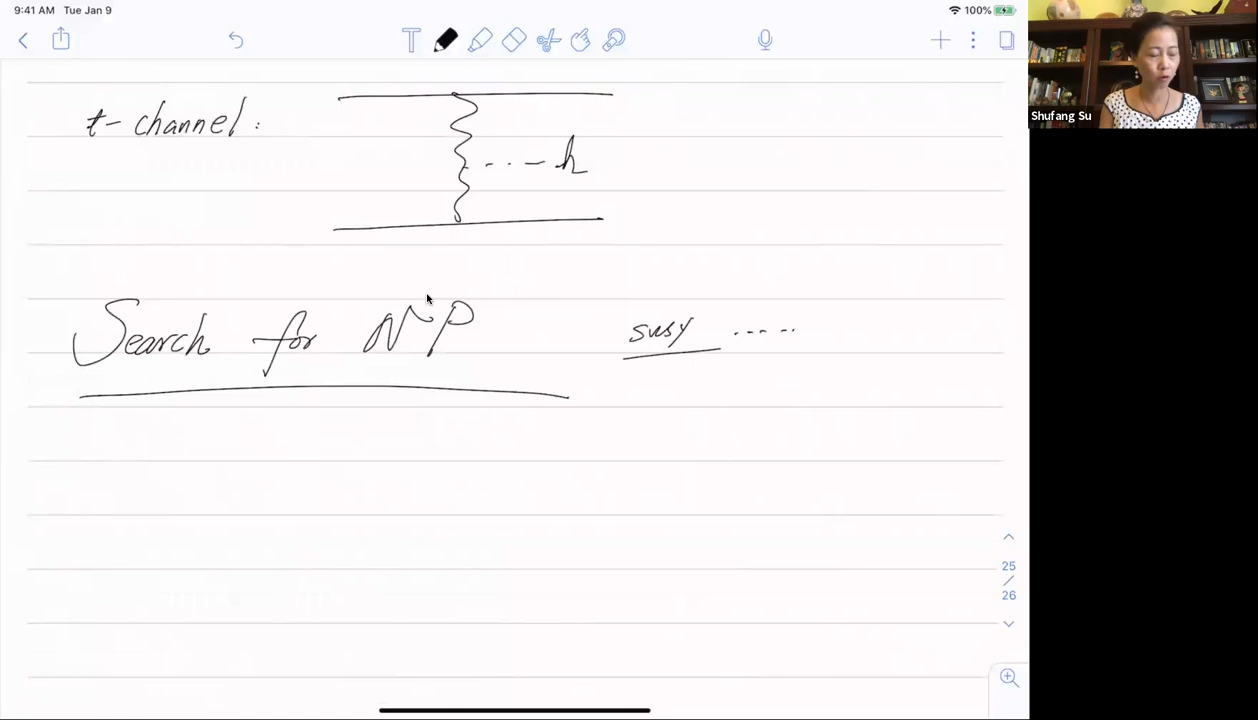 9:41 AM Tue Jan 9
100%
Shufang Su
t- channel :
h
Search for NP
susy .....
25
/
26